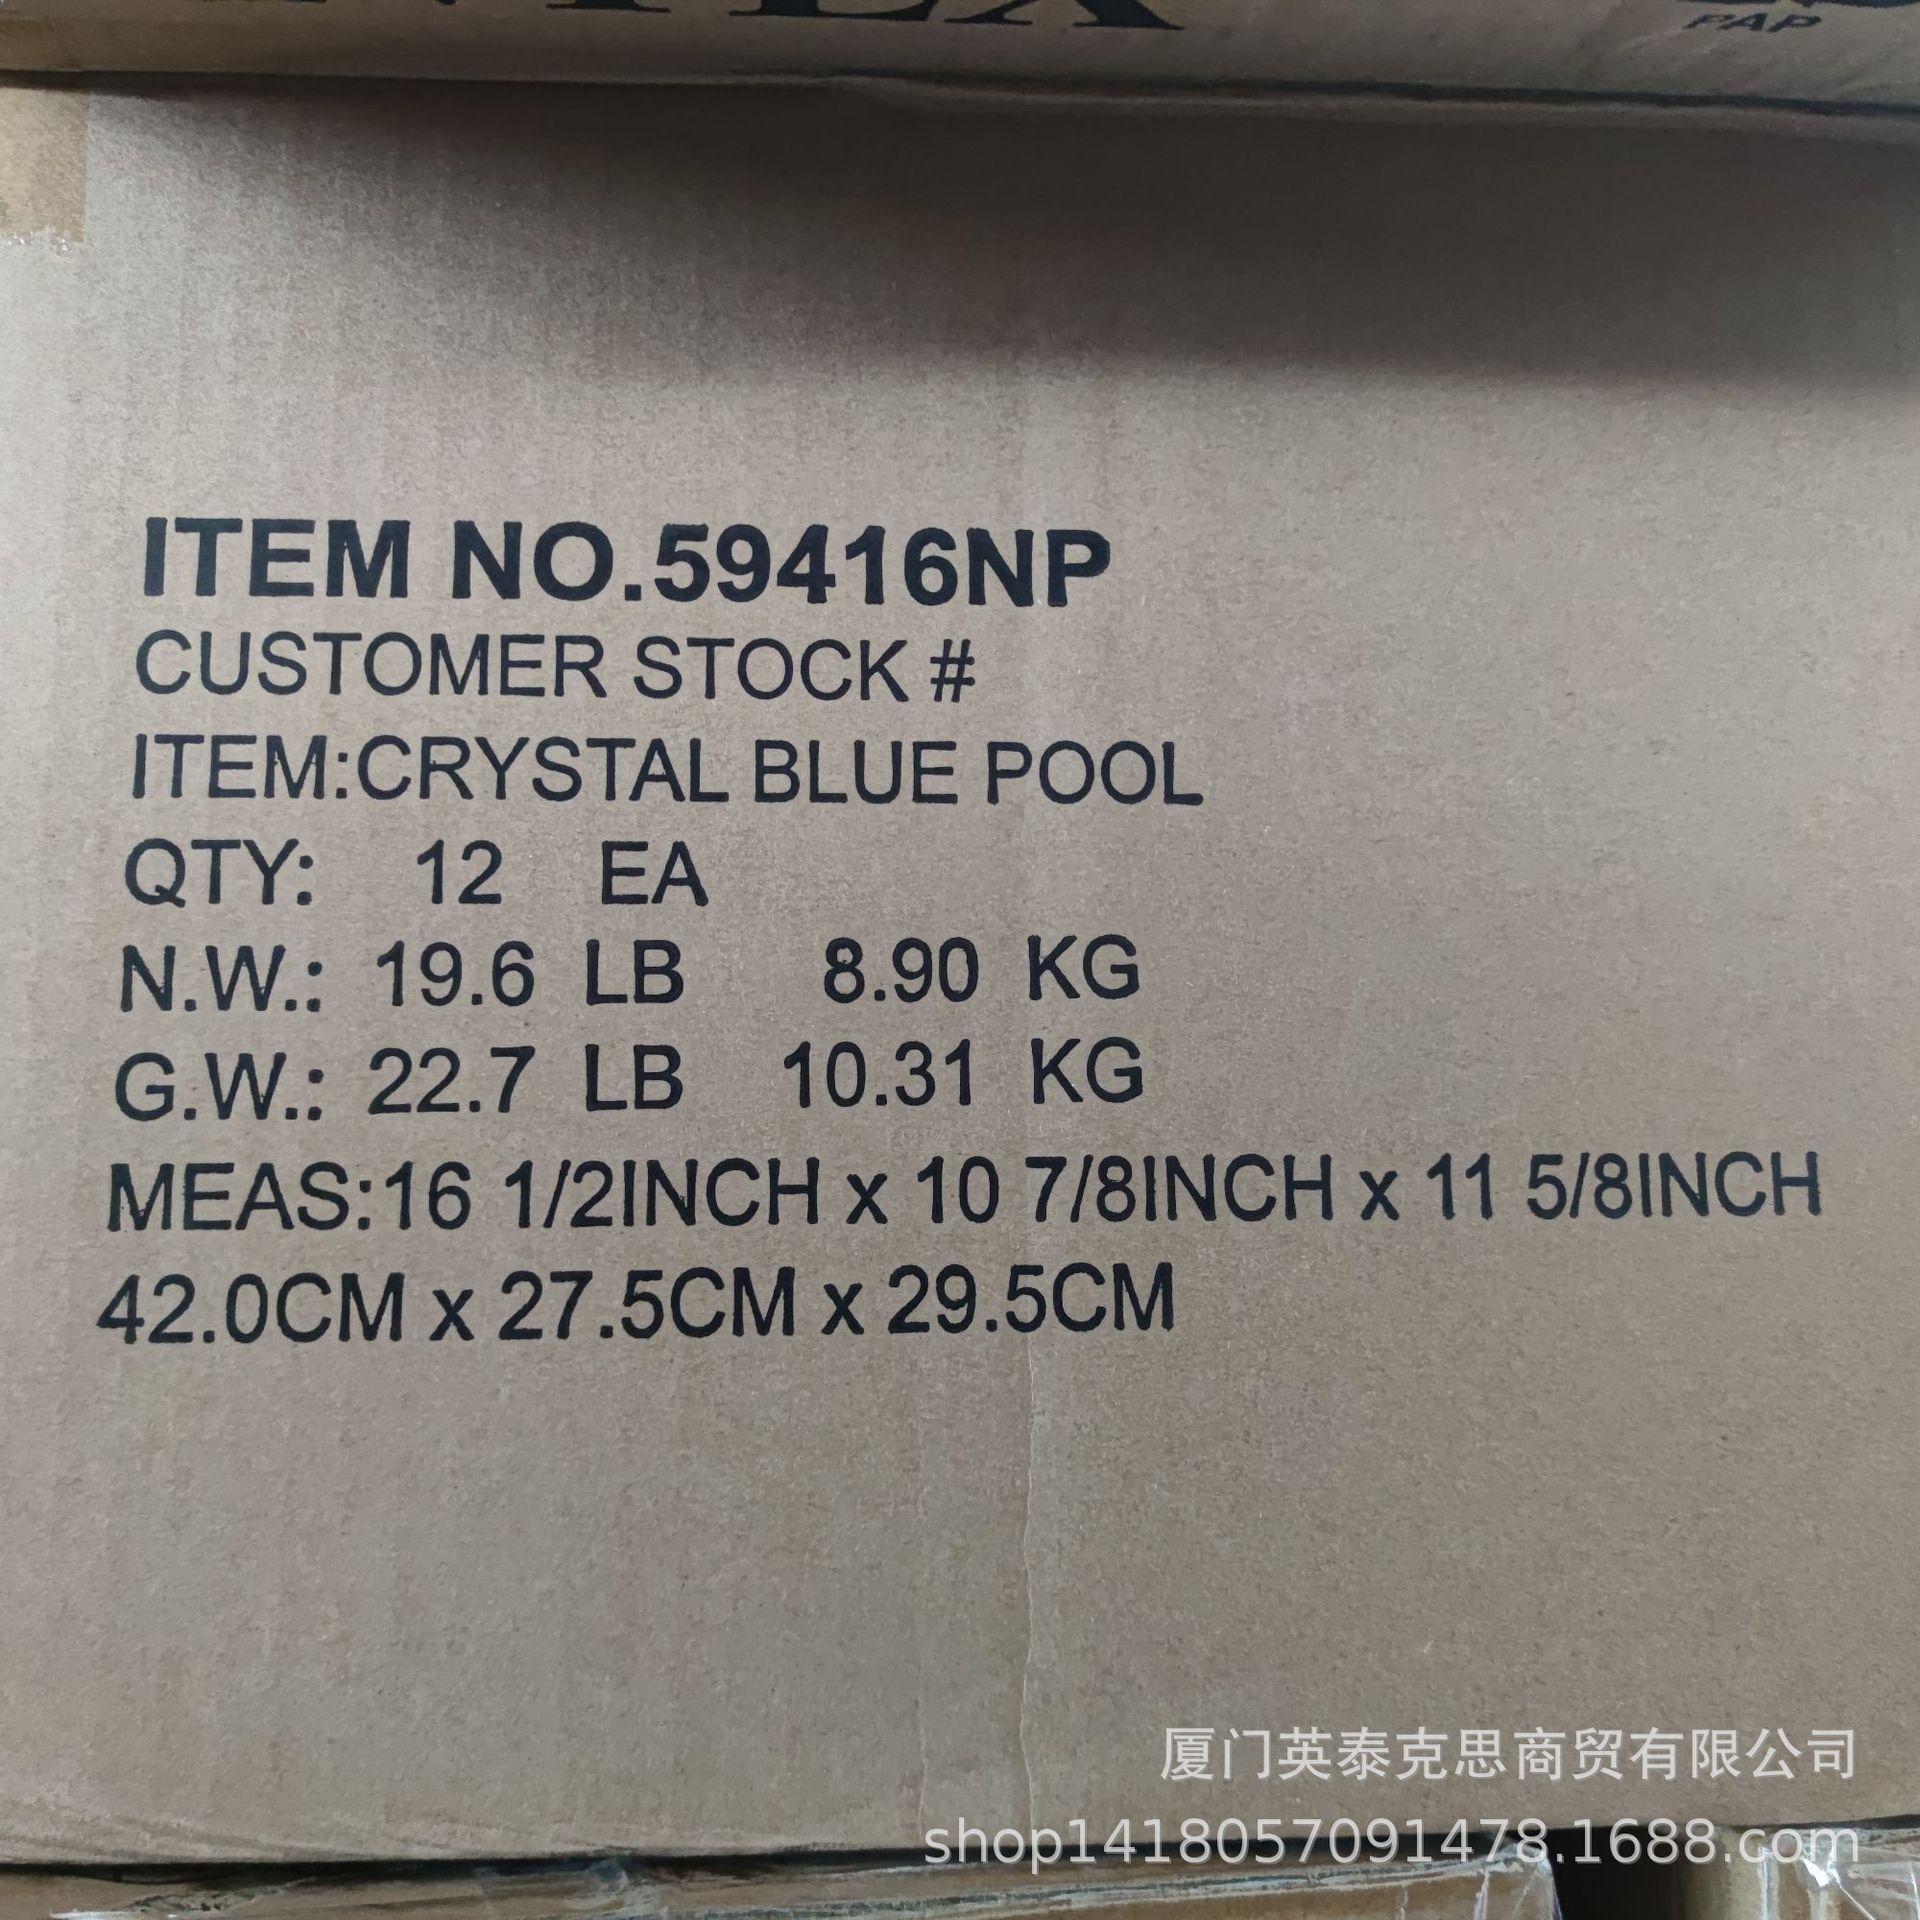 PAP
ITEM NO.59416NP
CUSTOMER STOCK #
ITEM:CRYSTAL BLUE POOL
QTY: 12 EA
N.W.: 19.6 LB 8.90 KG
G.W.: 22.7 LB 10.31 KG
MEAS:16 1/2INCH x 10 7/8INCH x 11 5/8INCH
42.0CM x 27.5CM x 29.5CM
厦门英泰克思商贸有限公司
shop1418057091478.1688.com